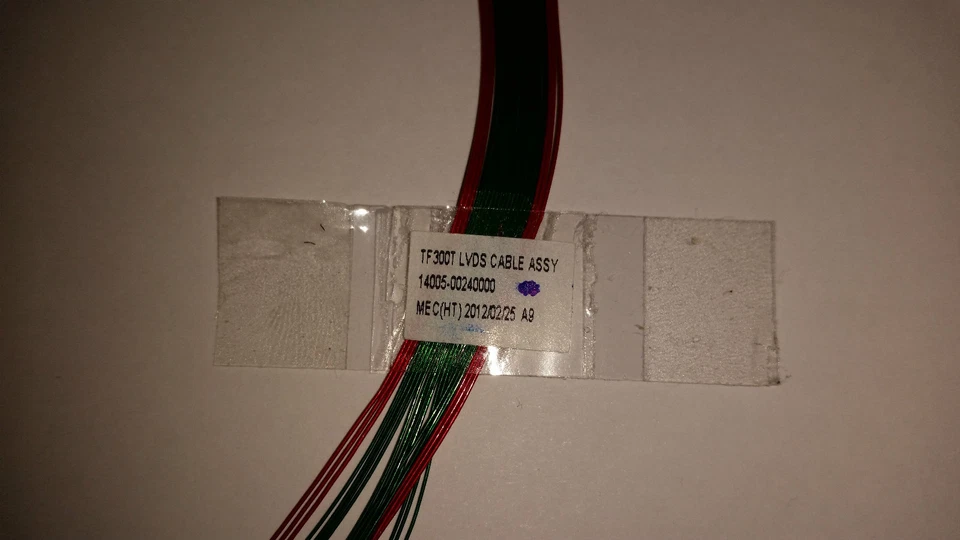 TF300T LVDS CABLE ASSY
14005-00240000
MEC(HT) 2012/02/25 A9